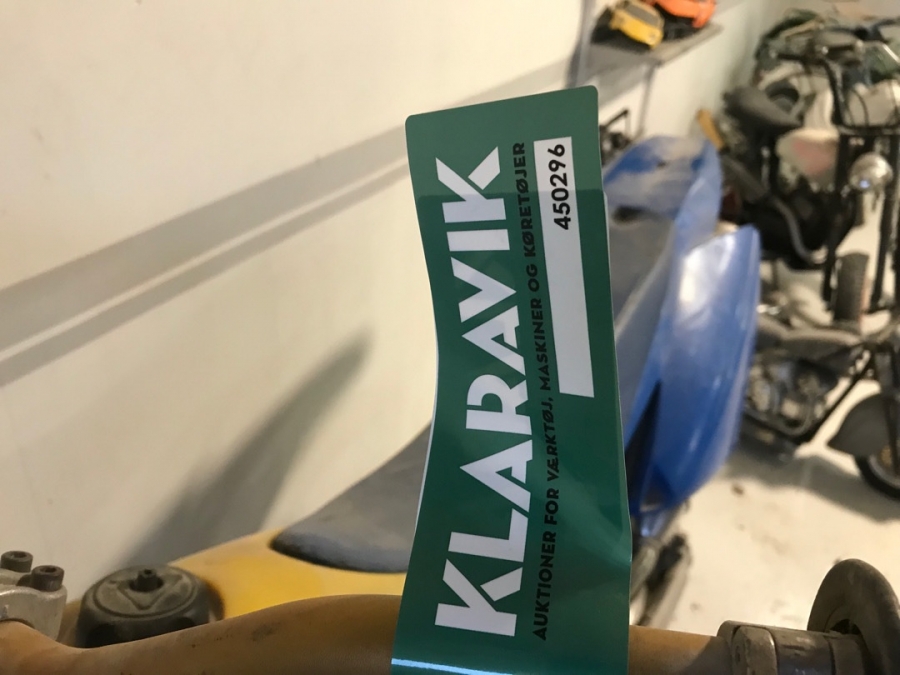 KLARAVIK
AUKTIONER FOR VÆRKTØJ, MASKINER OG KØRETØJER
450296